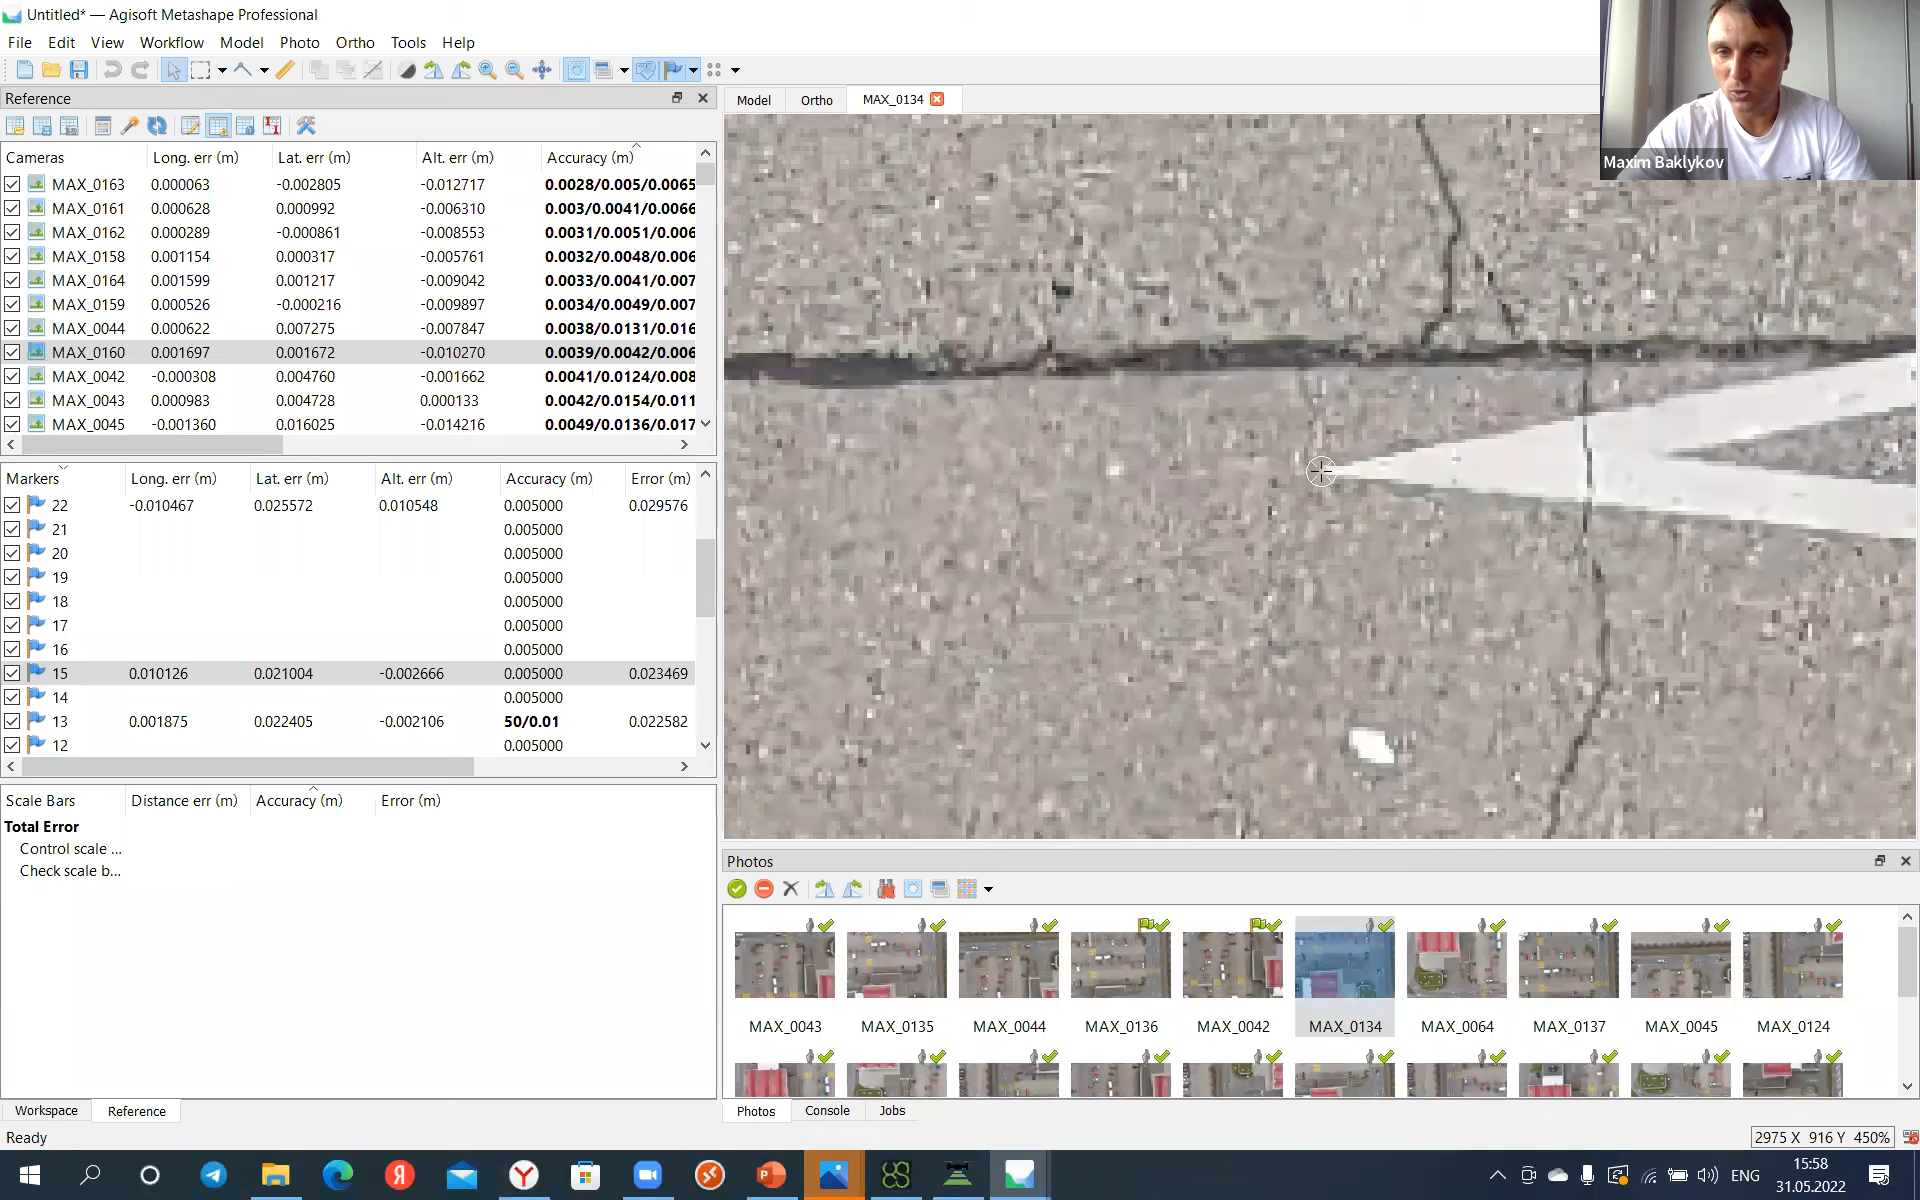 Untitled* — Agisoft Metashape Professional
File Edit View Workflow Model Photo Ortho Tools Help
Reference
Model Ortho MAX_0134
Maxim Baklykov
Cameras Long. err (m) Lat. err (m) Alt. err (m) Accuracy (m)
MAX_0163 0.000063 -0.002805 -0.012717 0.0028/0.005/0.0065
MAX_0161 0.000628 0.000992 -0.006310 0.003/0.0041/0.0066
MAX_0162 0.000289 -0.000861 -0.008553 0.0031/0.0051/0.006
MAX_0158 0.001154 0.000317 -0.005761 0.0032/0.0048/0.006
MAX_0164 0.001599 0.001217 -0.009042 0.0033/0.0041/0.007
MAX_0159 0.000526 -0.000216 -0.009897 0.0034/0.0049/0.007
MAX_0044 0.000622 0.007275 -0.007847 0.0038/0.0131/0.016
MAX_0160 0.001697 0.001672 -0.010270 0.0039/0.0042/0.006
MAX_0042 -0.000308 0.004760 -0.001662 0.0041/0.0124/0.008
MAX_0043 0.000983 0.004728 0.000133 0.0042/0.0154/0.011
MAX_0045 -0.001360 0.016025 -0.014216 0.0049/0.0136/0.017
Markers Long. err (m) Lat. err (m) Alt. err (m) Accuracy (m) Error (m)
22 -0.010467 0.025572 0.010548 0.005000 0.029576
21 0.005000
20 0.005000
19 0.005000
18 0.005000
17 0.005000
16 0.005000
15 0.010126 0.021004 -0.002666 0.005000 0.023469
14 0.005000
13 0.001875 0.022405 -0.002106 50/0.01 0.022582
12 0.005000
Scale Bars Distance err (m) Accuracy (m) Error (m)
Total Error
Control scale ...
Check scale b...
Photos
MAX_0043 MAX_0135 MAX_0044 MAX_0136 MAX_0042 MAX_0134 MAX_0064 MAX_0137 MAX_0045 MAX_0124
Workspace Reference
Photos Console Jobs
Ready
2975 X 916 Y 450%
ENG
15:58
31.05.2022